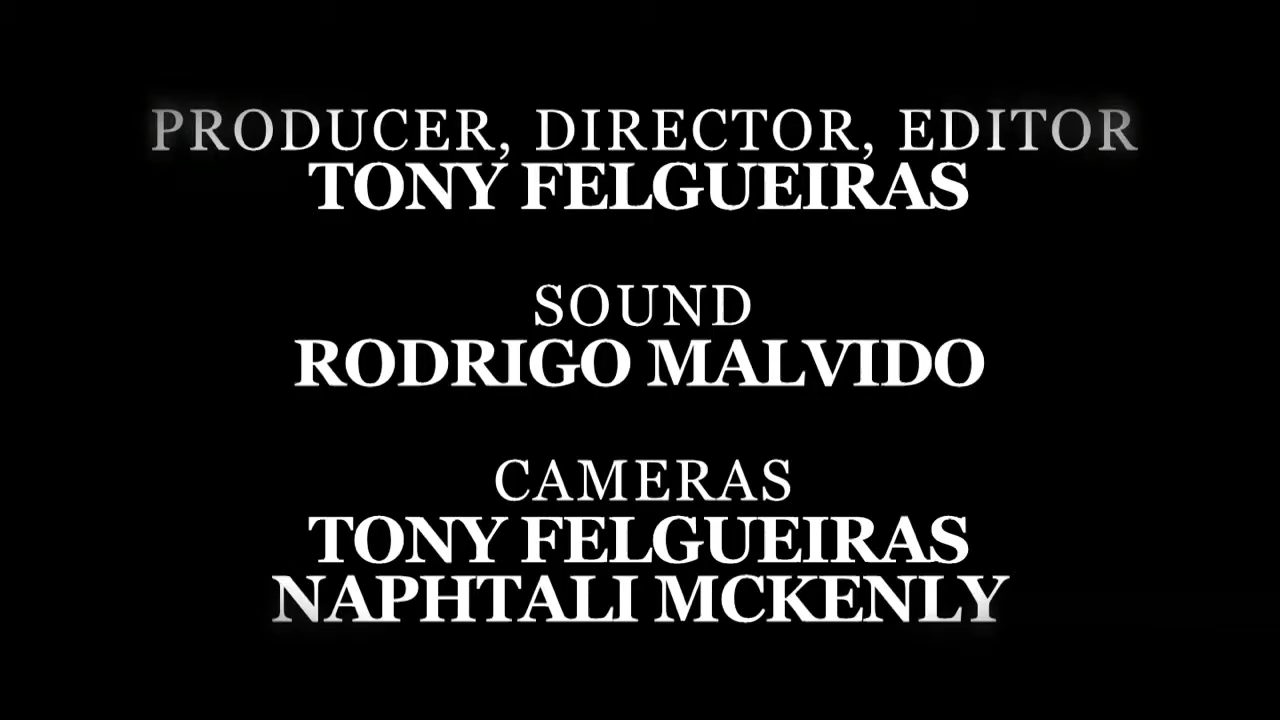 PRODUCER, DIRECTOR, EDITOR
TONY FELGUEIRAS
SOUND
RODRIGO MALVIDO
CAMERAS
TONY FELGUEIRAS
NAPHTALI MCKENLY